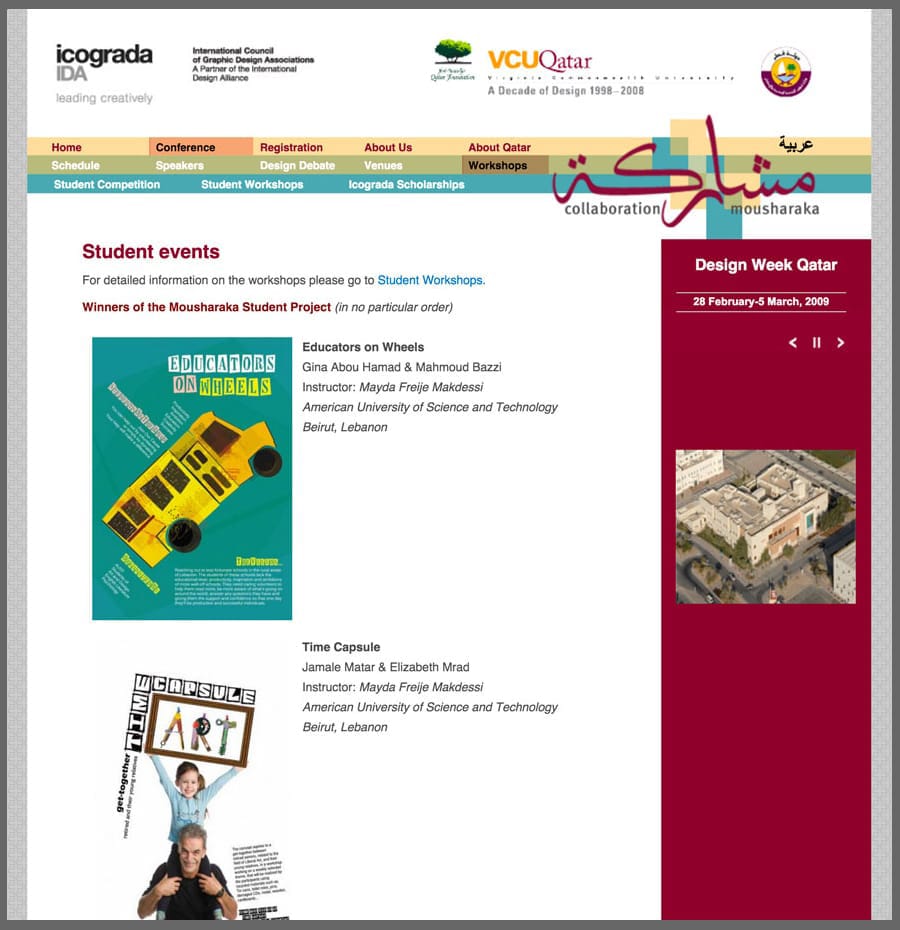 icograda
IDA
leading creatively
International Council
of Graphic Design Associations
A Partner of the International
Design Alliance
Qatar Foundation
VCUQatar
Virginia Commonwealth University
A Decade of Design 1998–2008
Home Conference Registration About Us About Qatar
عربية
Schedule Speakers Design Debate Venues Workshops
Student Competition Student Workshops Icograda Scholarships
مشاركة
collaboration mousharaka
Student events
For detailed information on the workshops please go to Student Workshops.
Winners of the Mousharaka Student Project (in no particular order)
Design Week Qatar
28 February-5 March, 2009
EDUCATORS
ON WHEELS
Educators on Wheels
Gina Abou Hamad & Mahmoud Bazzi
Instructor: Mayda Freije Makdessi
American University of Science and Technology
Beirut, Lebanon
TIME CAPSULE
ART
get-together
retired and their young relatives
Time Capsule
Jamale Matar & Elizabeth Mrad
Instructor: Mayda Freije Makdessi
American University of Science and Technology
Beirut, Lebanon